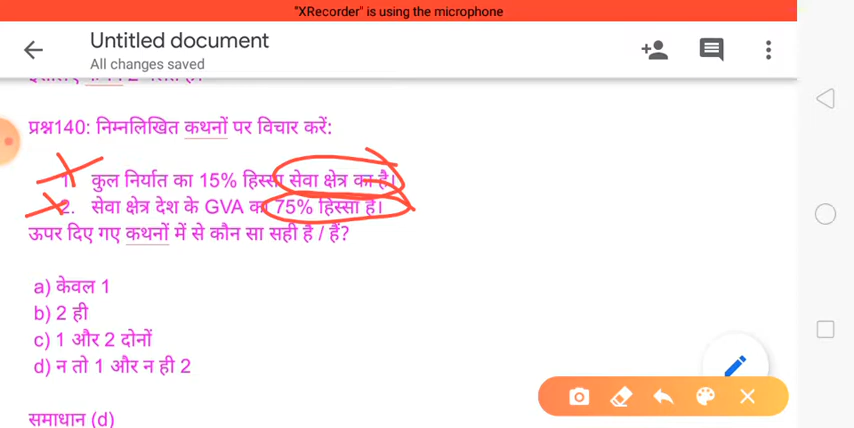 "XRecorder" is using the microphone
Untitled document
All changes saved
प्रश्न140: निम्नलिखित कथनों पर विचार करें:
1. कुल निर्यात का 15% हिस्सा सेवा क्षेत्र का है।
2. सेवा क्षेत्र देश के GVA का 75% हिस्सा है।
ऊपर दिए गए कथनों में से कौन सा सही है / हैं?
a) केवल 1
b) 2 ही
c) 1 और 2 दोनों
d) न तो 1 और न ही 2
समाधान (d)